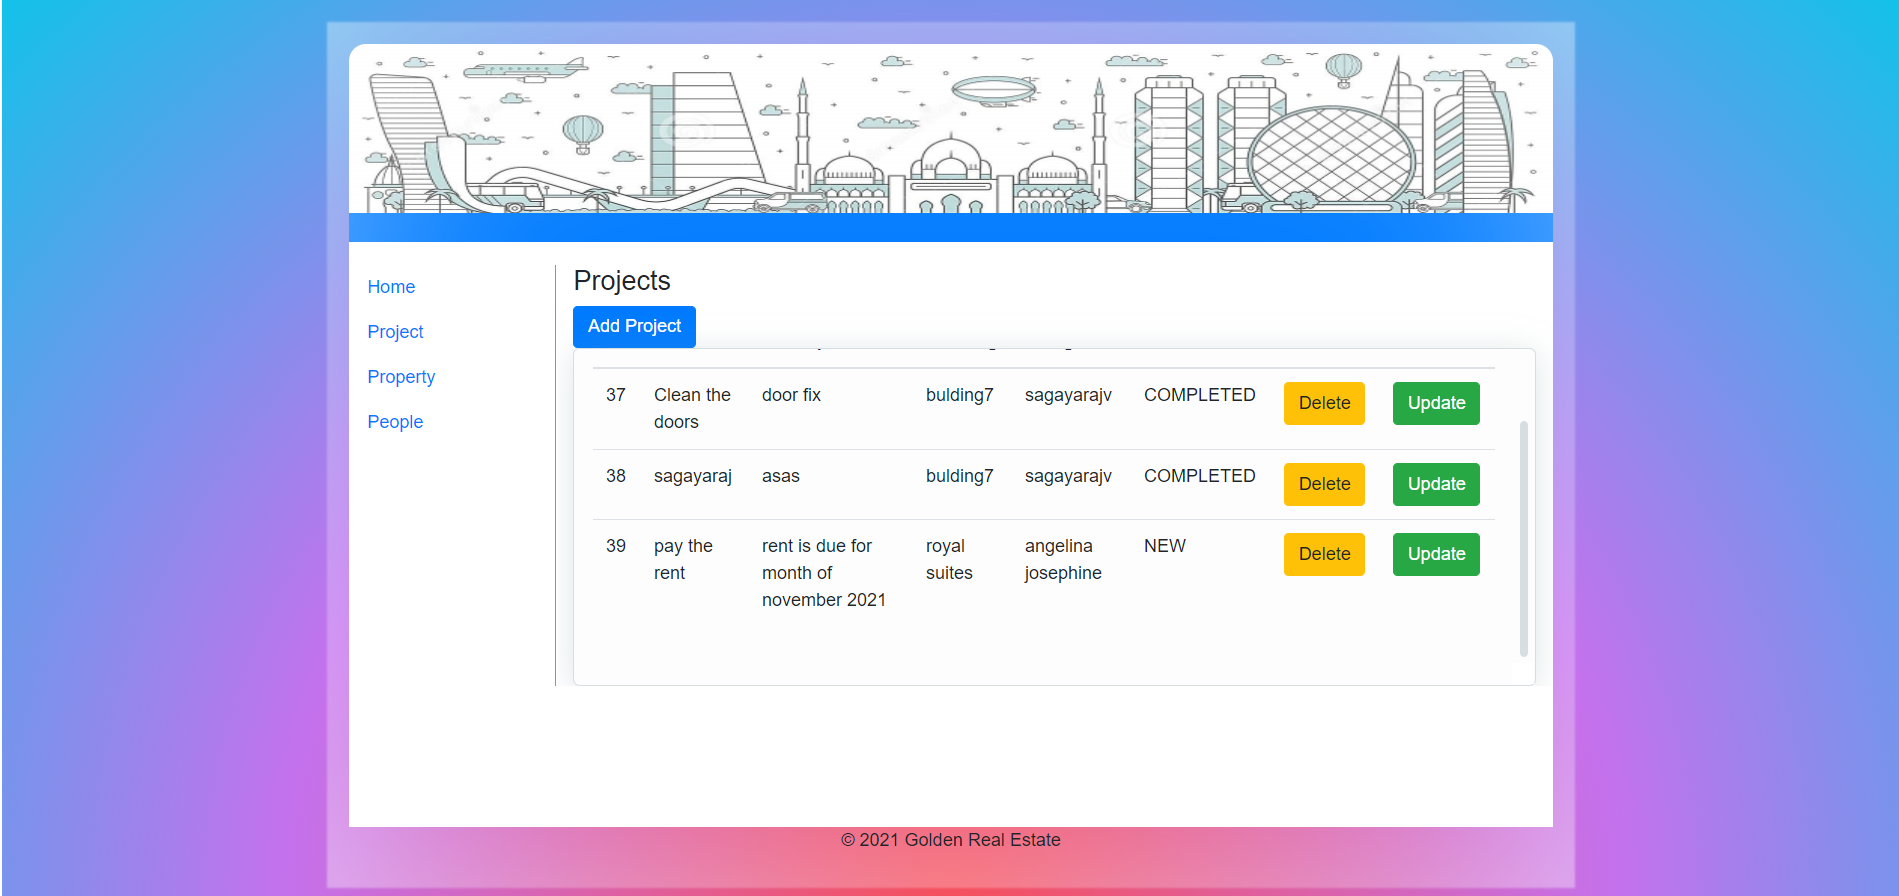 Home
Project
Property
People
Projects
Add Project
37 Clean the door fix bulding7 sagayarajv COMPLETED Delete Update
doors
38 sagayaraj asas bulding7 sagayarajv COMPLETED Delete Update
39 pay the rent is due for royal angelina NEW Delete Update
rent month of suites josephine
november 2021
© 2021 Golden Real Estate